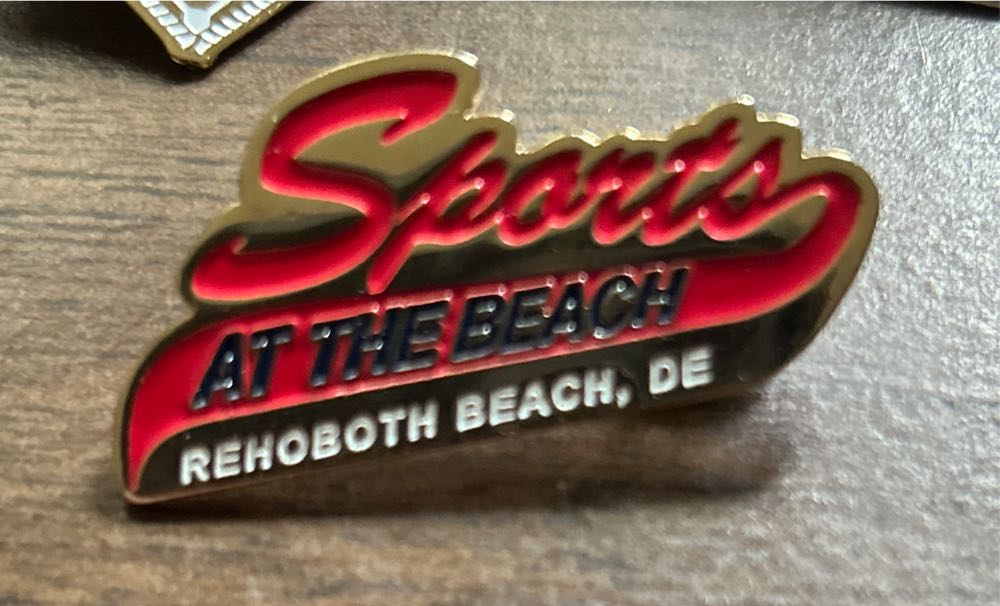 Sports
AT THE BEACH
REHOBOTH BEACH, DE